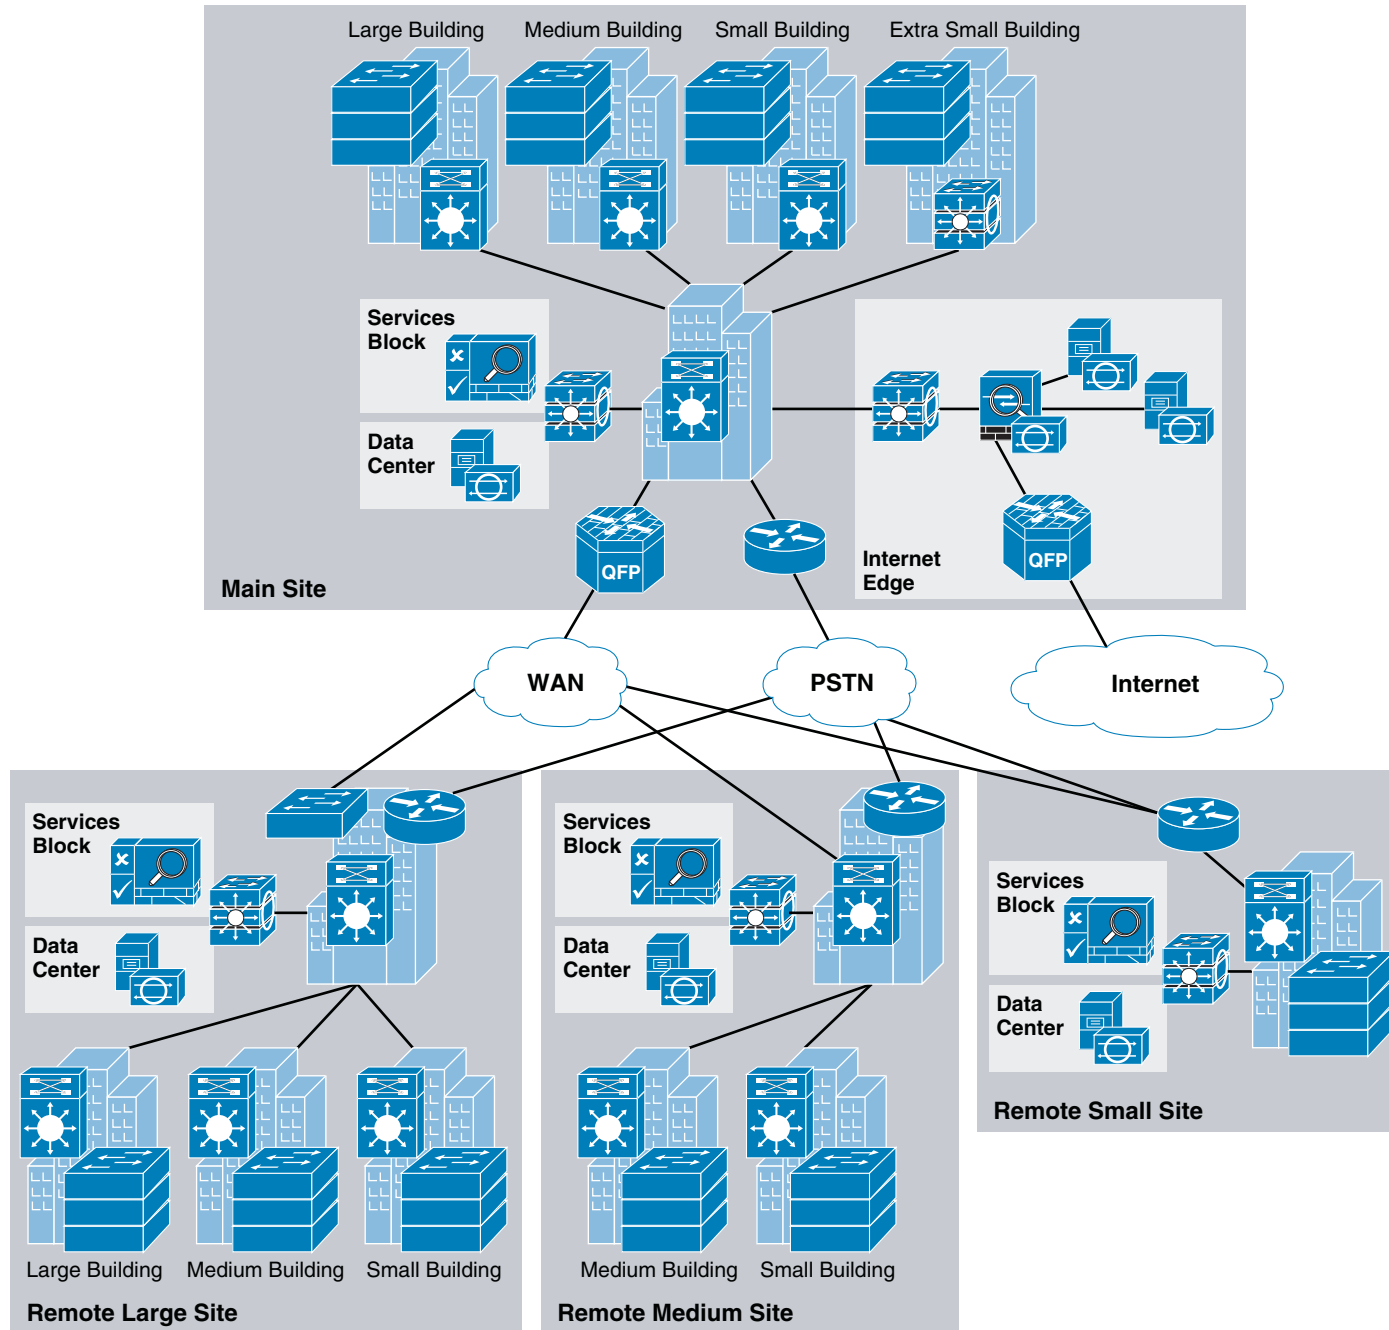 Large Building
Medium Building
Small Building
Extra Small Building
Services
Block
Data
Center
QFP
Internet
Edge
QFP
Main Site
WAN
PSTN
Internet
Services
Block
Data
Center
Large Building
Medium Building
Small Building
Remote Large Site
Services
Block
Data
Center
Medium Building
Small Building
Remote Medium Site
Services
Block
Data
Center
Remote Small Site